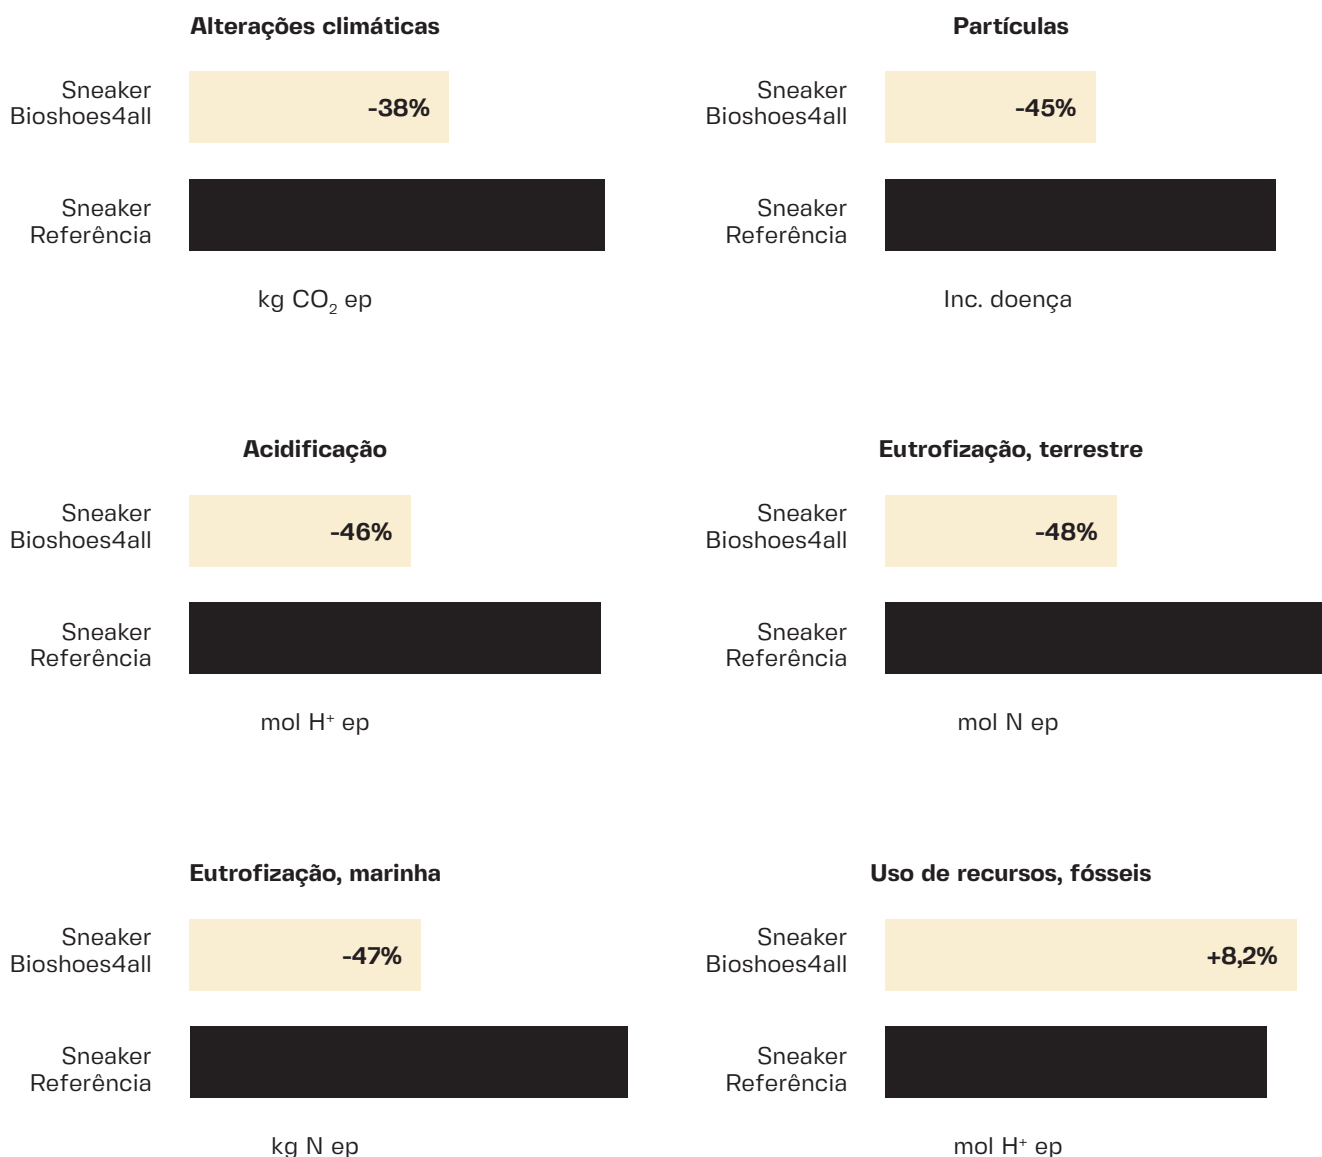 Alterações climáticas
Sneaker
Bioshoes4all
-38%
Sneaker
Referência
kg CO₂ ep
Partículas
Sneaker
Bioshoes4all
-45%
Sneaker
Referência
Inc. doença
Acidificação
Sneaker
Bioshoes4all
-46%
Sneaker
Referência
mol H⁺ ep
Eutrofização, terrestre
Sneaker
Bioshoes4all
-48%
Sneaker
Referência
mol N ep
Eutrofização, marinha
Sneaker
Bioshoes4all
-47%
Sneaker
Referência
kg N ep
Uso de recursos, fósseis
Sneaker
Bioshoes4all
+8,2%
Sneaker
Referência
mol H⁺ ep